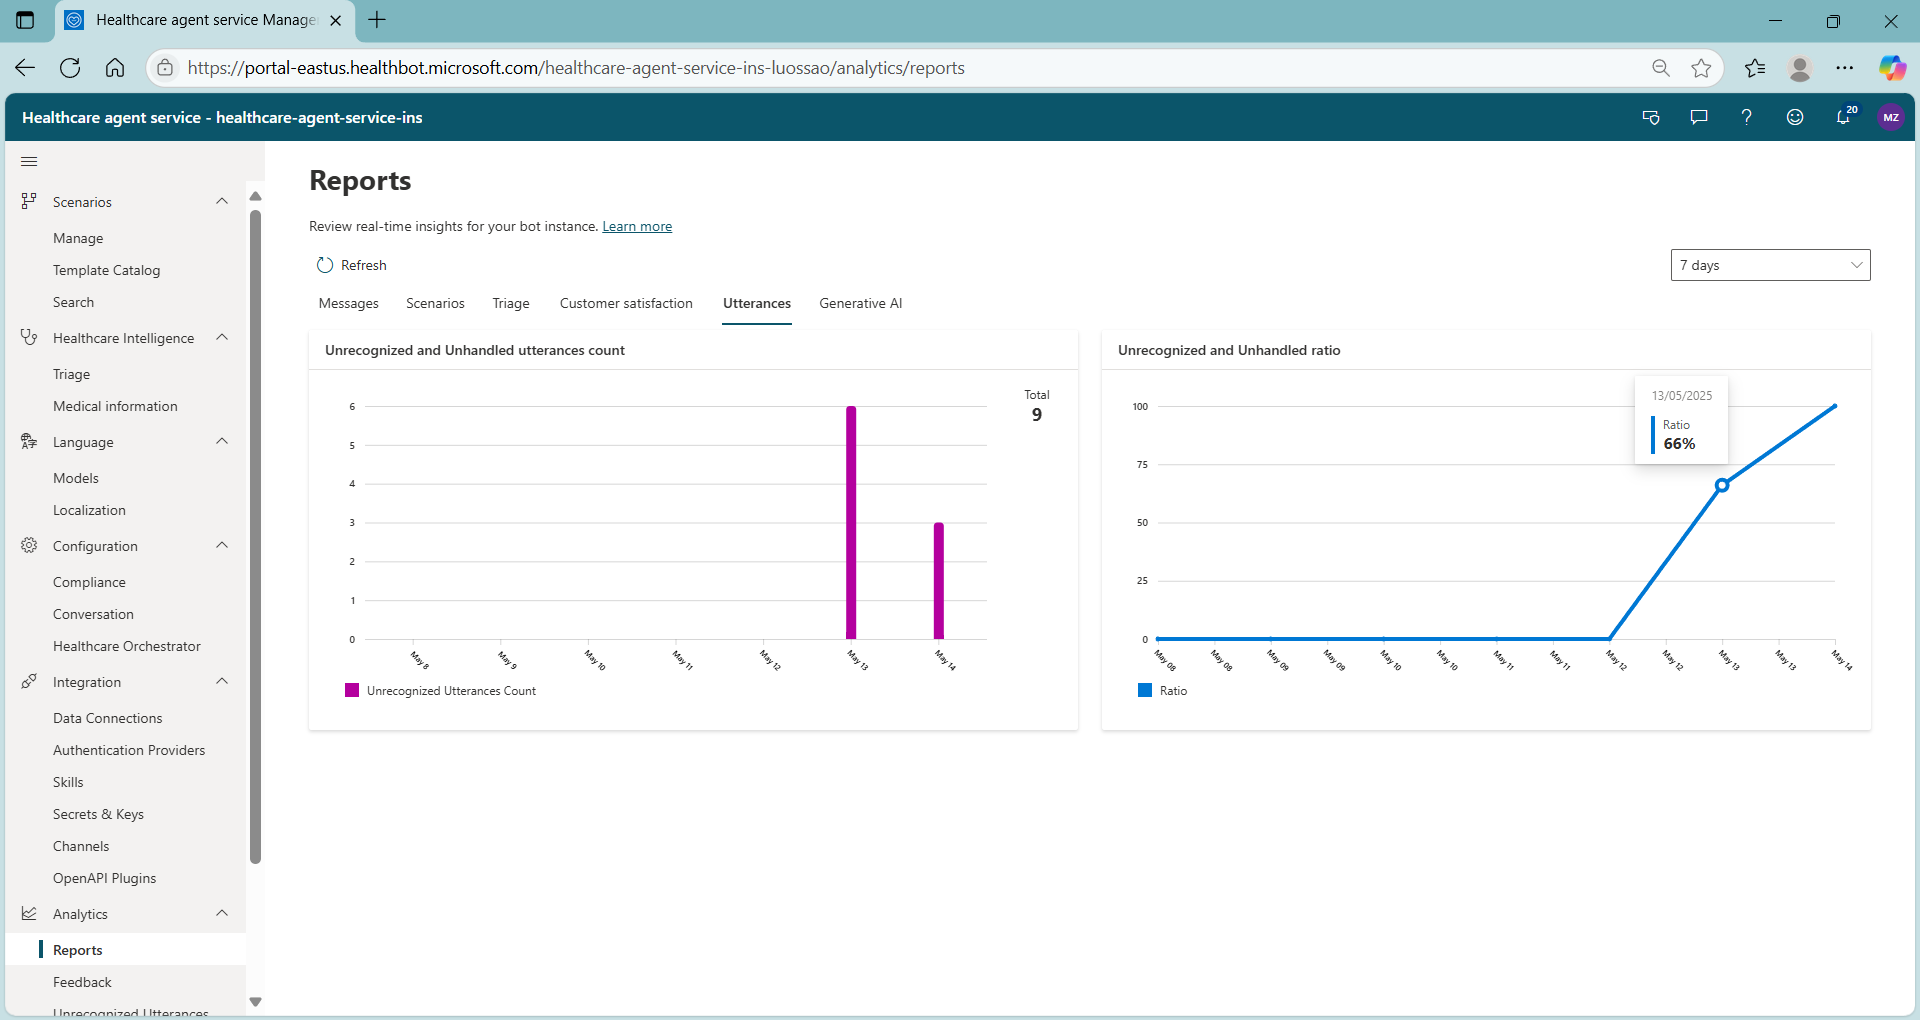 Healthcare agent service Manage
https://portal-eastus.healthbot.microsoft.com/healthcare-agent-service-ins-luossao/analytics/reports
Healthcare agent service - healthcare-agent-service-ins
20
MZ
Scenarios
Manage
Template Catalog
Search
Healthcare Intelligence
Triage
Medical information
Language
Models
Localization
Configuration
Compliance
Conversation
Healthcare Orchestrator
Integration
Data Connections
Authentication Providers
Skills
Secrets & Keys
Channels
OpenAPI Plugins
Analytics
Reports
Feedback
Unrecognized Utterances
Reports
Review real-time insights for your bot instance. Learn more
Refresh
7 days
Messages Scenarios Triage Customer satisfaction Utterances Generative AI
Unrecognized and Unhandled utterances count
Total
9
6
5
4
3
2
1
0
May 8 May 9 May 10 May 11 May 12 May 13 May 14
Unrecognized Utterances Count
Unrecognized and Unhandled ratio
13/05/2025
Ratio
66%
100
75
50
25
0
May 08 May 08 May 09 May 09 May 10 May 10 May 11 May 11 May 12 May 12 May 13 May 13 May 14
Ratio